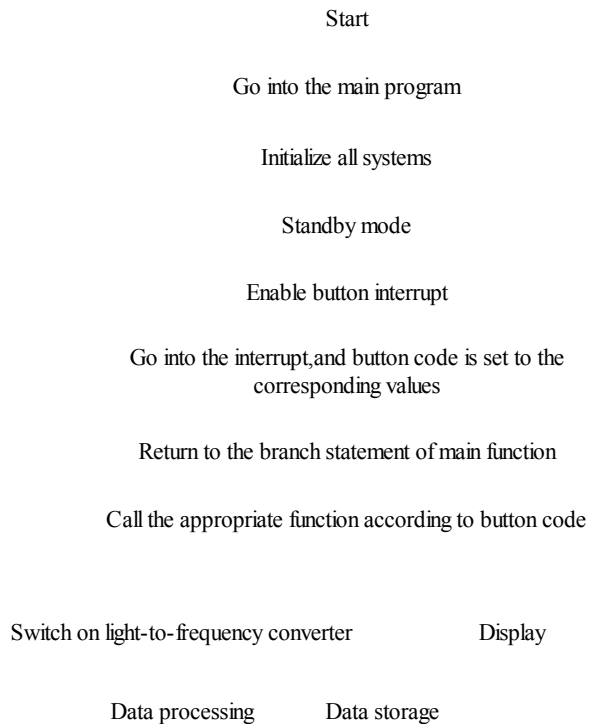 Start
Go into the main program
Initialize all systems
Standby mode
Enable button interrupt
Go into the interrupt,and button code is set to the
corresponding values
Return to the branch statement of main function
Call the appropriate function according to button code
Switch on light-to-frequency converter
Display
Data processing
Data storage